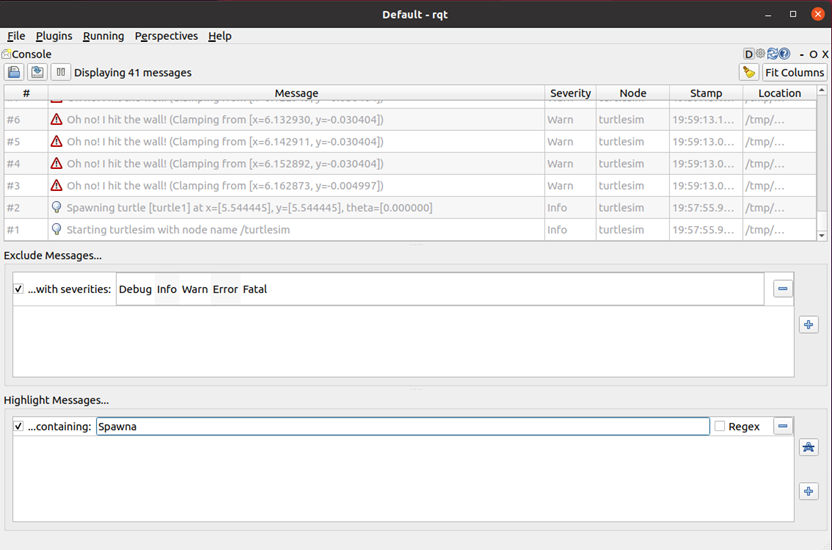 Default - rqt
File Plugins Running Perspectives Help
Console D - O X
Displaying 41 messages Fit Columns
# Message Severity Node Stamp Location
#6 Oh no! I hit the wall! (Clamping from [x=6.132930, y=-0.030404]) Warn turtlesim 19:59:13.1... /tmp/...
#5 Oh no! I hit the wall! (Clamping from [x=6.142911, y=-0.030404]) Warn turtlesim 19:59:13.0... /tmp/...
#4 Oh no! I hit the wall! (Clamping from [x=6.152892, y=-0.030404]) Warn turtlesim 19:59:13.0... /tmp/...
#3 Oh no! I hit the wall! (Clamping from [x=6.162873, y=-0.004997]) Warn turtlesim 19:59:13.0... /tmp/...
#2 Spawning turtle [turtle1] at x=[5.544445], y=[5.544445], theta=[0.000000] Info turtlesim 19:57:55.9... /tmp/...
#1 Starting turtlesim with node name /turtlesim Info turtlesim 19:57:55.9... /tmp/...
Exclude Messages...
...with severities: Debug Info Warn Error Fatal
Highlight Messages...
...containing: Spawna Regex